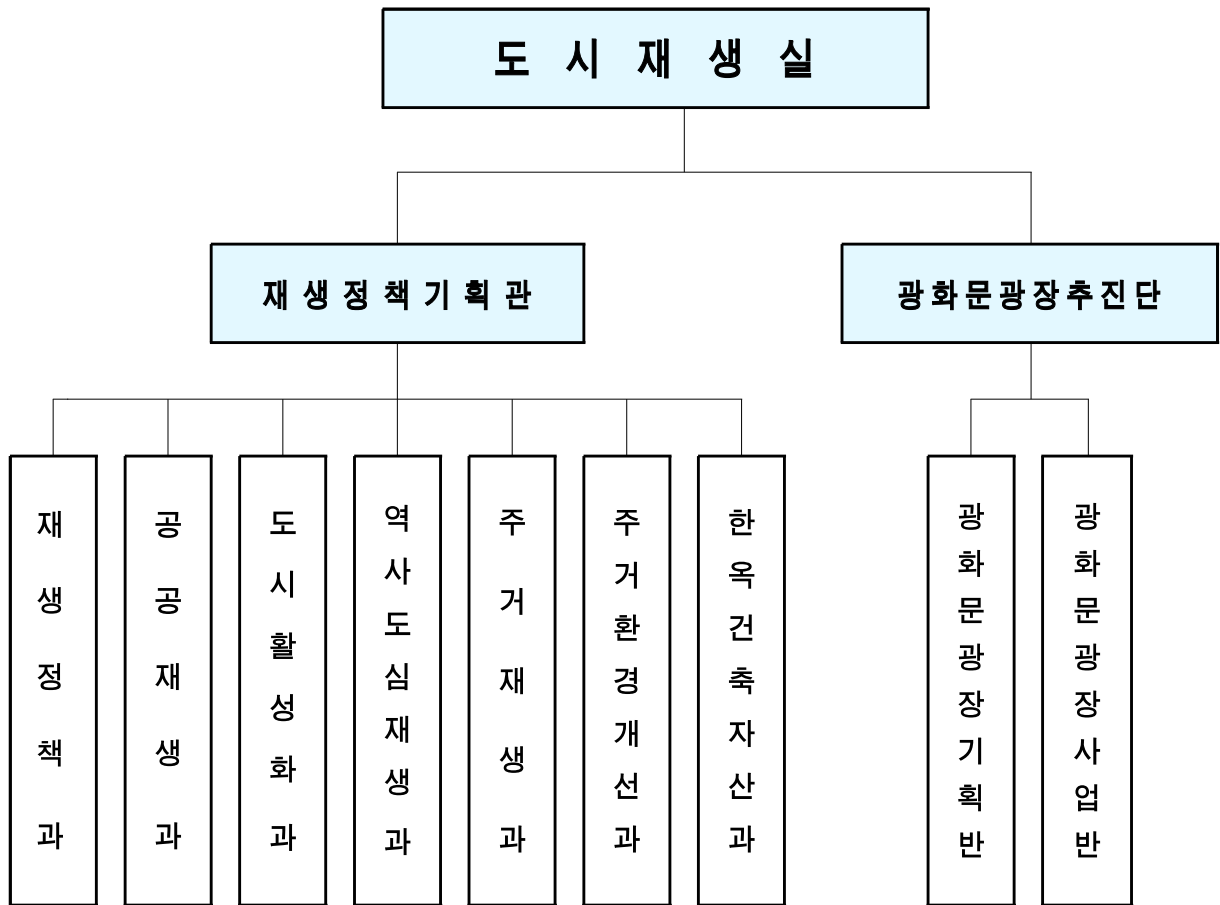 도시재생실
재생정책기획관
광화문광장추진단
재생정책과
공공재생과
도시활성화과
역사도심재생과
주거재생과
주거환경개선과
한옥건축자산과
광화문광장기획반
광화문광장사업반